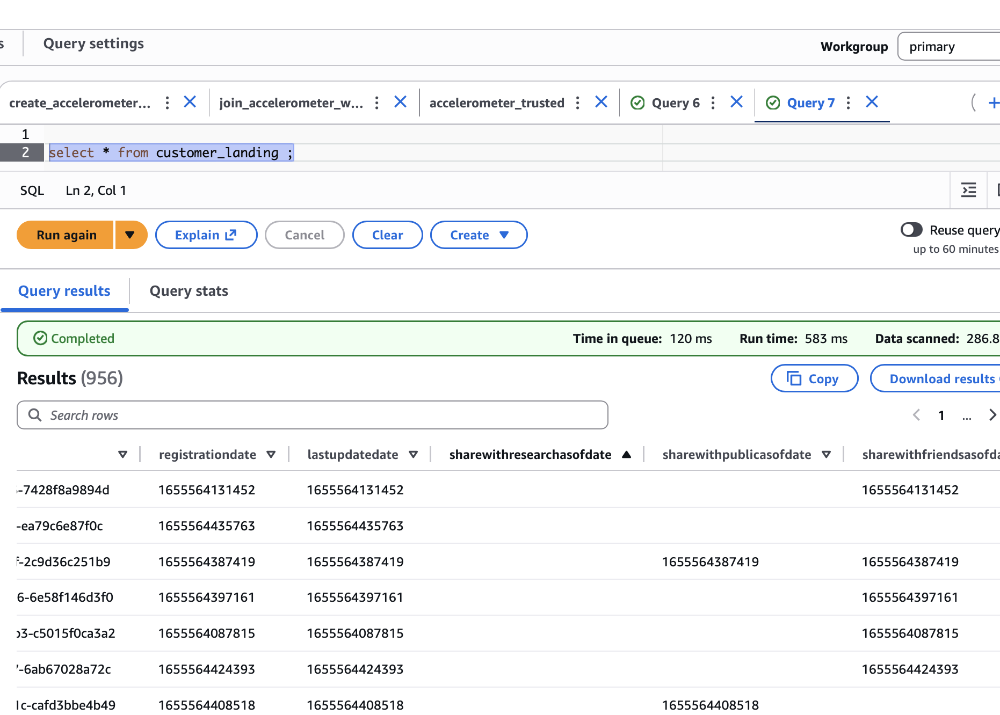 s Query settings Workgroup primary
create_accelerometer... join_accelerometer_w... accelerometer_trusted Query 6 Query 7
1
2 select * from customer_landing ;
SQL Ln 2, Col 1
Run again Explain Cancel Clear Create Reuse query
up to 60 minutes
Query results Query stats
Completed Time in queue: 120 ms Run time: 583 ms Data scanned: 286.8
Results (956) Copy Download results
Search rows 1 ...
registrationdate lastupdatedate sharewithresearchasofdate sharewithpublicasofdate sharewithfriendsasofda
-7428f8a9894d 1655564131452 1655564131452 1655564131452
-ea79c6e87f0c 1655564435763 1655564435763
f-2c9d36c251b9 1655564387419 1655564387419 1655564387419 1655564387419
6-6e58f146d3f0 1655564397161 1655564397161 1655564397161
b3-c5015f0ca3a2 1655564087815 1655564087815 1655564087815
7-6ab67028a72c 1655564424393 1655564424393 1655564424393
1c-cafd3bbe4b49 1655564408518 1655564408518 1655564408518